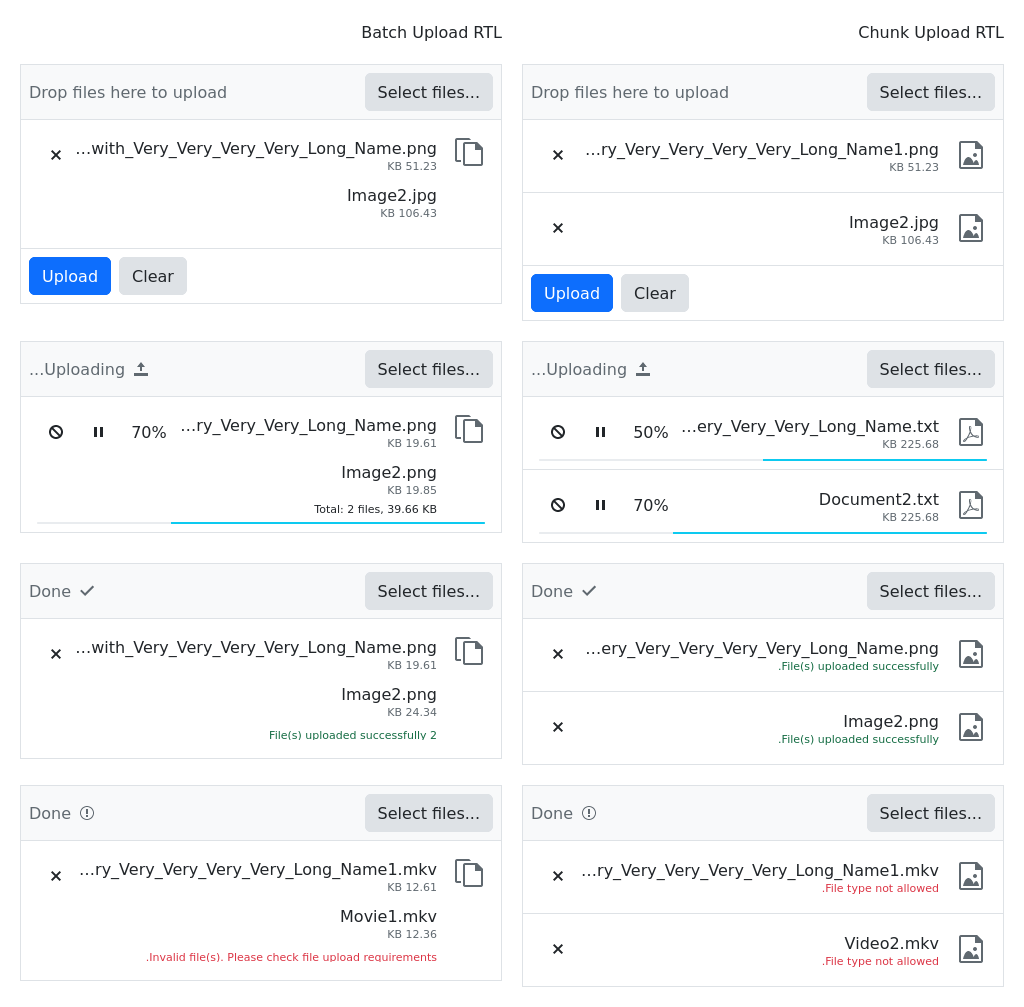 Batch Upload RTL
Drop files here to upload
Select files...
...with_Very_Very_Very_Very_Long_Name.png
KB 51.23
Image2.jpg
KB 106.43
Upload
Clear
...Uploading
Select files...
70%
...ry_Very_Very_Long_Name.png
KB 19.61
Image2.png
KB 19.85
Total: 2 files, 39.66 KB
Done
Select files...
...with_Very_Very_Very_Very_Long_Name.png
KB 19.61
Image2.png
KB 24.34
File(s) uploaded successfully 2
Done
Select files...
...ry_Very_Very_Very_Very_Long_Name1.mkv
KB 12.61
Movie1.mkv
KB 12.36
.Invalid file(s). Please check file upload requirements
Chunk Upload RTL
Drop files here to upload
Select files...
...ry_Very_Very_Very_Very_Long_Name1.png
KB 51.23
Image2.jpg
KB 106.43
Upload
Clear
...Uploading
Select files...
50%
...ery_Very_Very_Long_Name.txt
KB 225.68
70%
Document2.txt
KB 225.68
Done
Select files...
...ery_Very_Very_Very_Very_Long_Name.png
.File(s) uploaded successfully
Image2.png
.File(s) uploaded successfully
Done
Select files...
...ry_Very_Very_Very_Very_Long_Name1.mkv
.File type not allowed
Video2.mkv
.File type not allowed